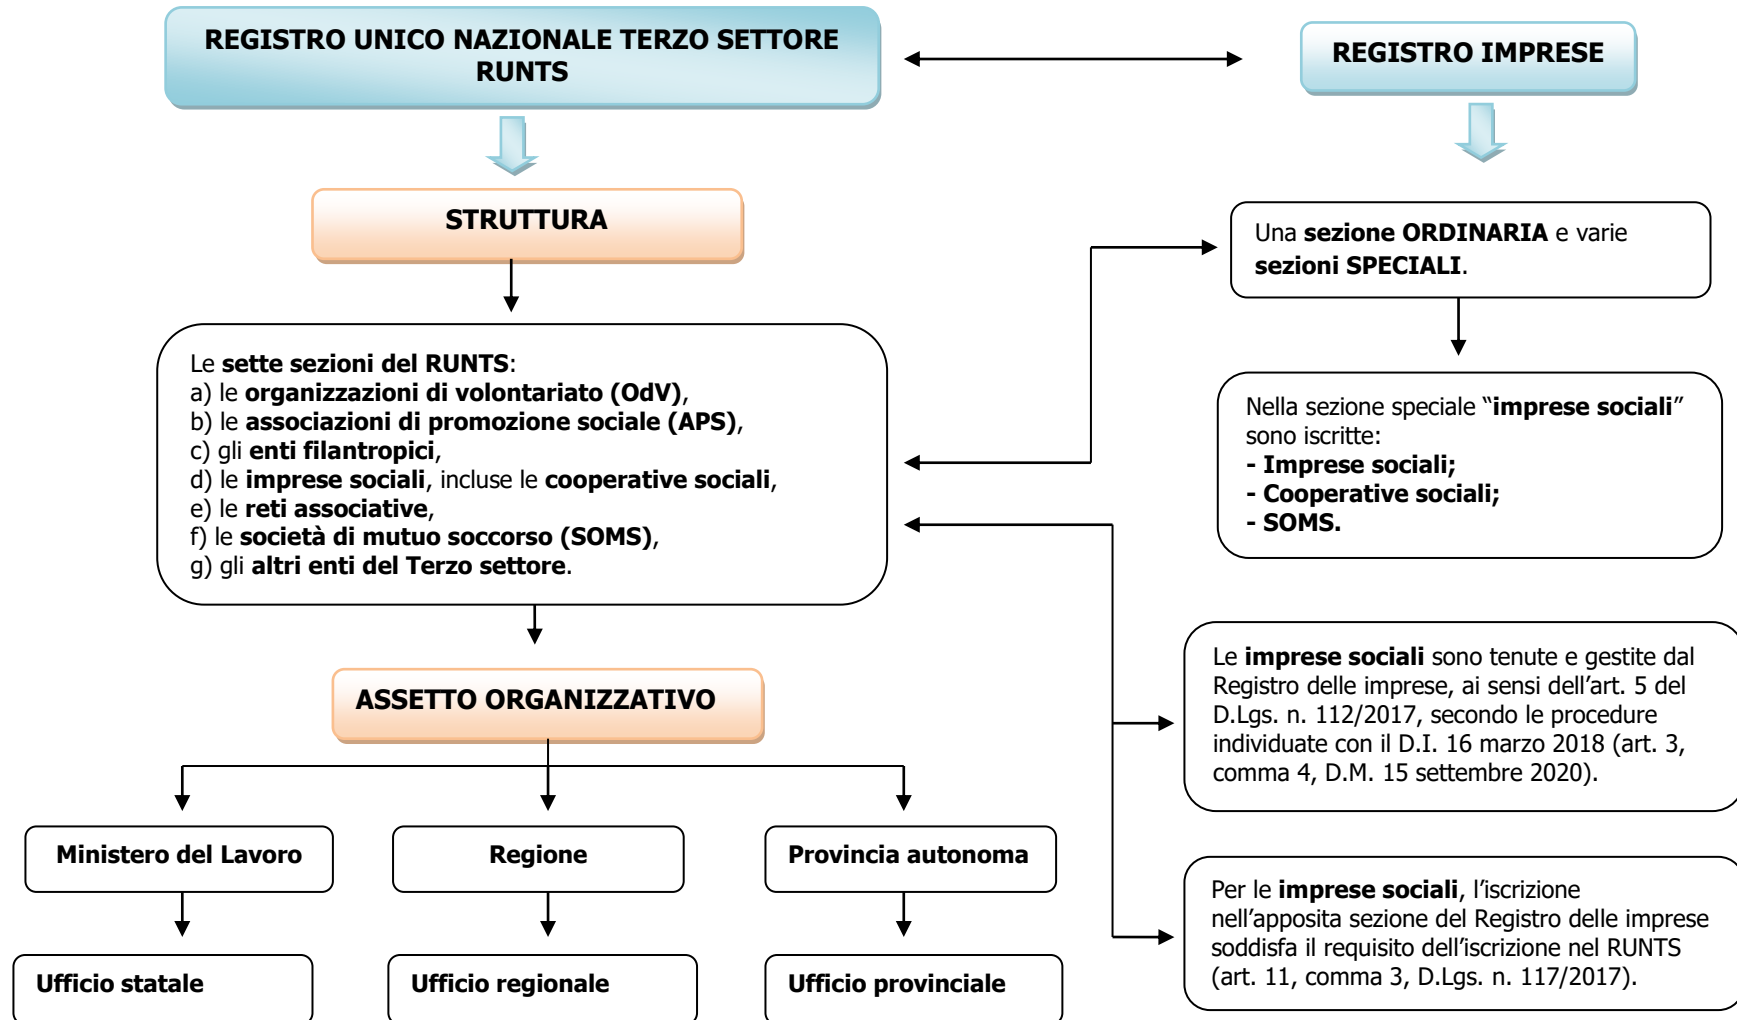 REGISTRO UNICO NAZIONALE TERZO SETTORE
RUNTS
REGISTRO IMPRESE
STRUTTURA
Una sezione ORDINARIA e varie
sezioni SPECIALI.
Le sette sezioni del RUNTS:
a) le organizzazioni di volontariato (OdV),
b) le associazioni di promozione sociale (APS),
c) gli enti filantropici,
d) le imprese sociali, incluse le cooperative sociali,
e) le reti associative,
f) le società di mutuo soccorso (SOMS),
g) gli altri enti del Terzo settore.
Nella sezione speciale “imprese sociali”
sono iscritte:
- Imprese sociali;
- Cooperative sociali;
- SOMS.
ASSETTO ORGANIZZATIVO
Le imprese sociali sono tenute e gestite dal
Registro delle imprese, ai sensi dell’art. 5 del
D.Lgs. n. 112/2017, secondo le procedure
individuate con il D.I. 16 marzo 2018 (art. 3,
comma 4, D.M. 15 settembre 2020).
Ministero del Lavoro
Regione
Provincia autonoma
Ufficio statale
Ufficio regionale
Ufficio provinciale
Per le imprese sociali, l’iscrizione
nell’apposita sezione del Registro delle imprese
soddisfa il requisito dell’iscrizione nel RUNTS
(art. 11, comma 3, D.Lgs. n. 117/2017).